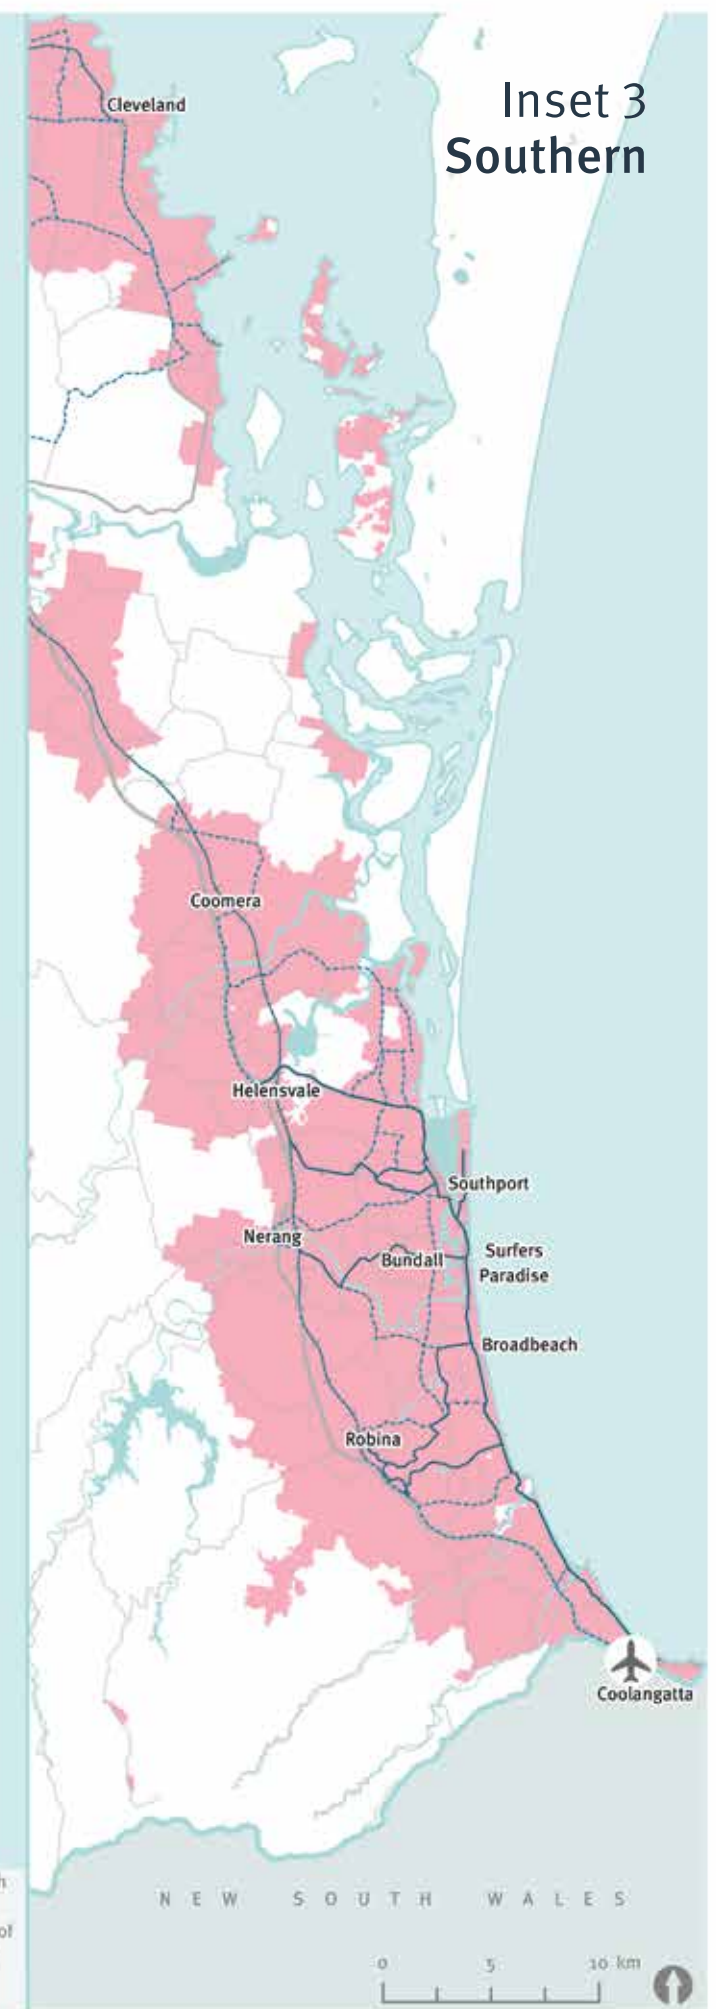 Inset 3
Southern
Cleveland
Coomera
Helensvale
Southport
Nerang
Bundall
Surfers
Paradise
Broadbeach
Robina
Coolangatta
NEW SOUTH WALES
0 5 10 km